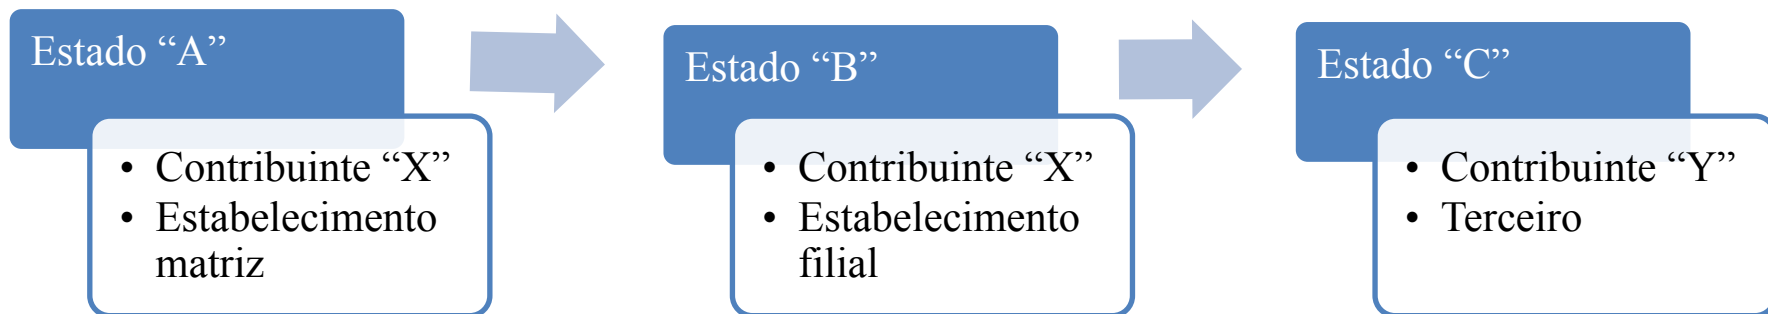 Estado “A”
• Contribuinte “X”
• Estabelecimento
matriz
Estado “B”
• Contribuinte “X”
• Estabelecimento
filial
Estado “C”
• Contribuinte “Y”
• Terceiro